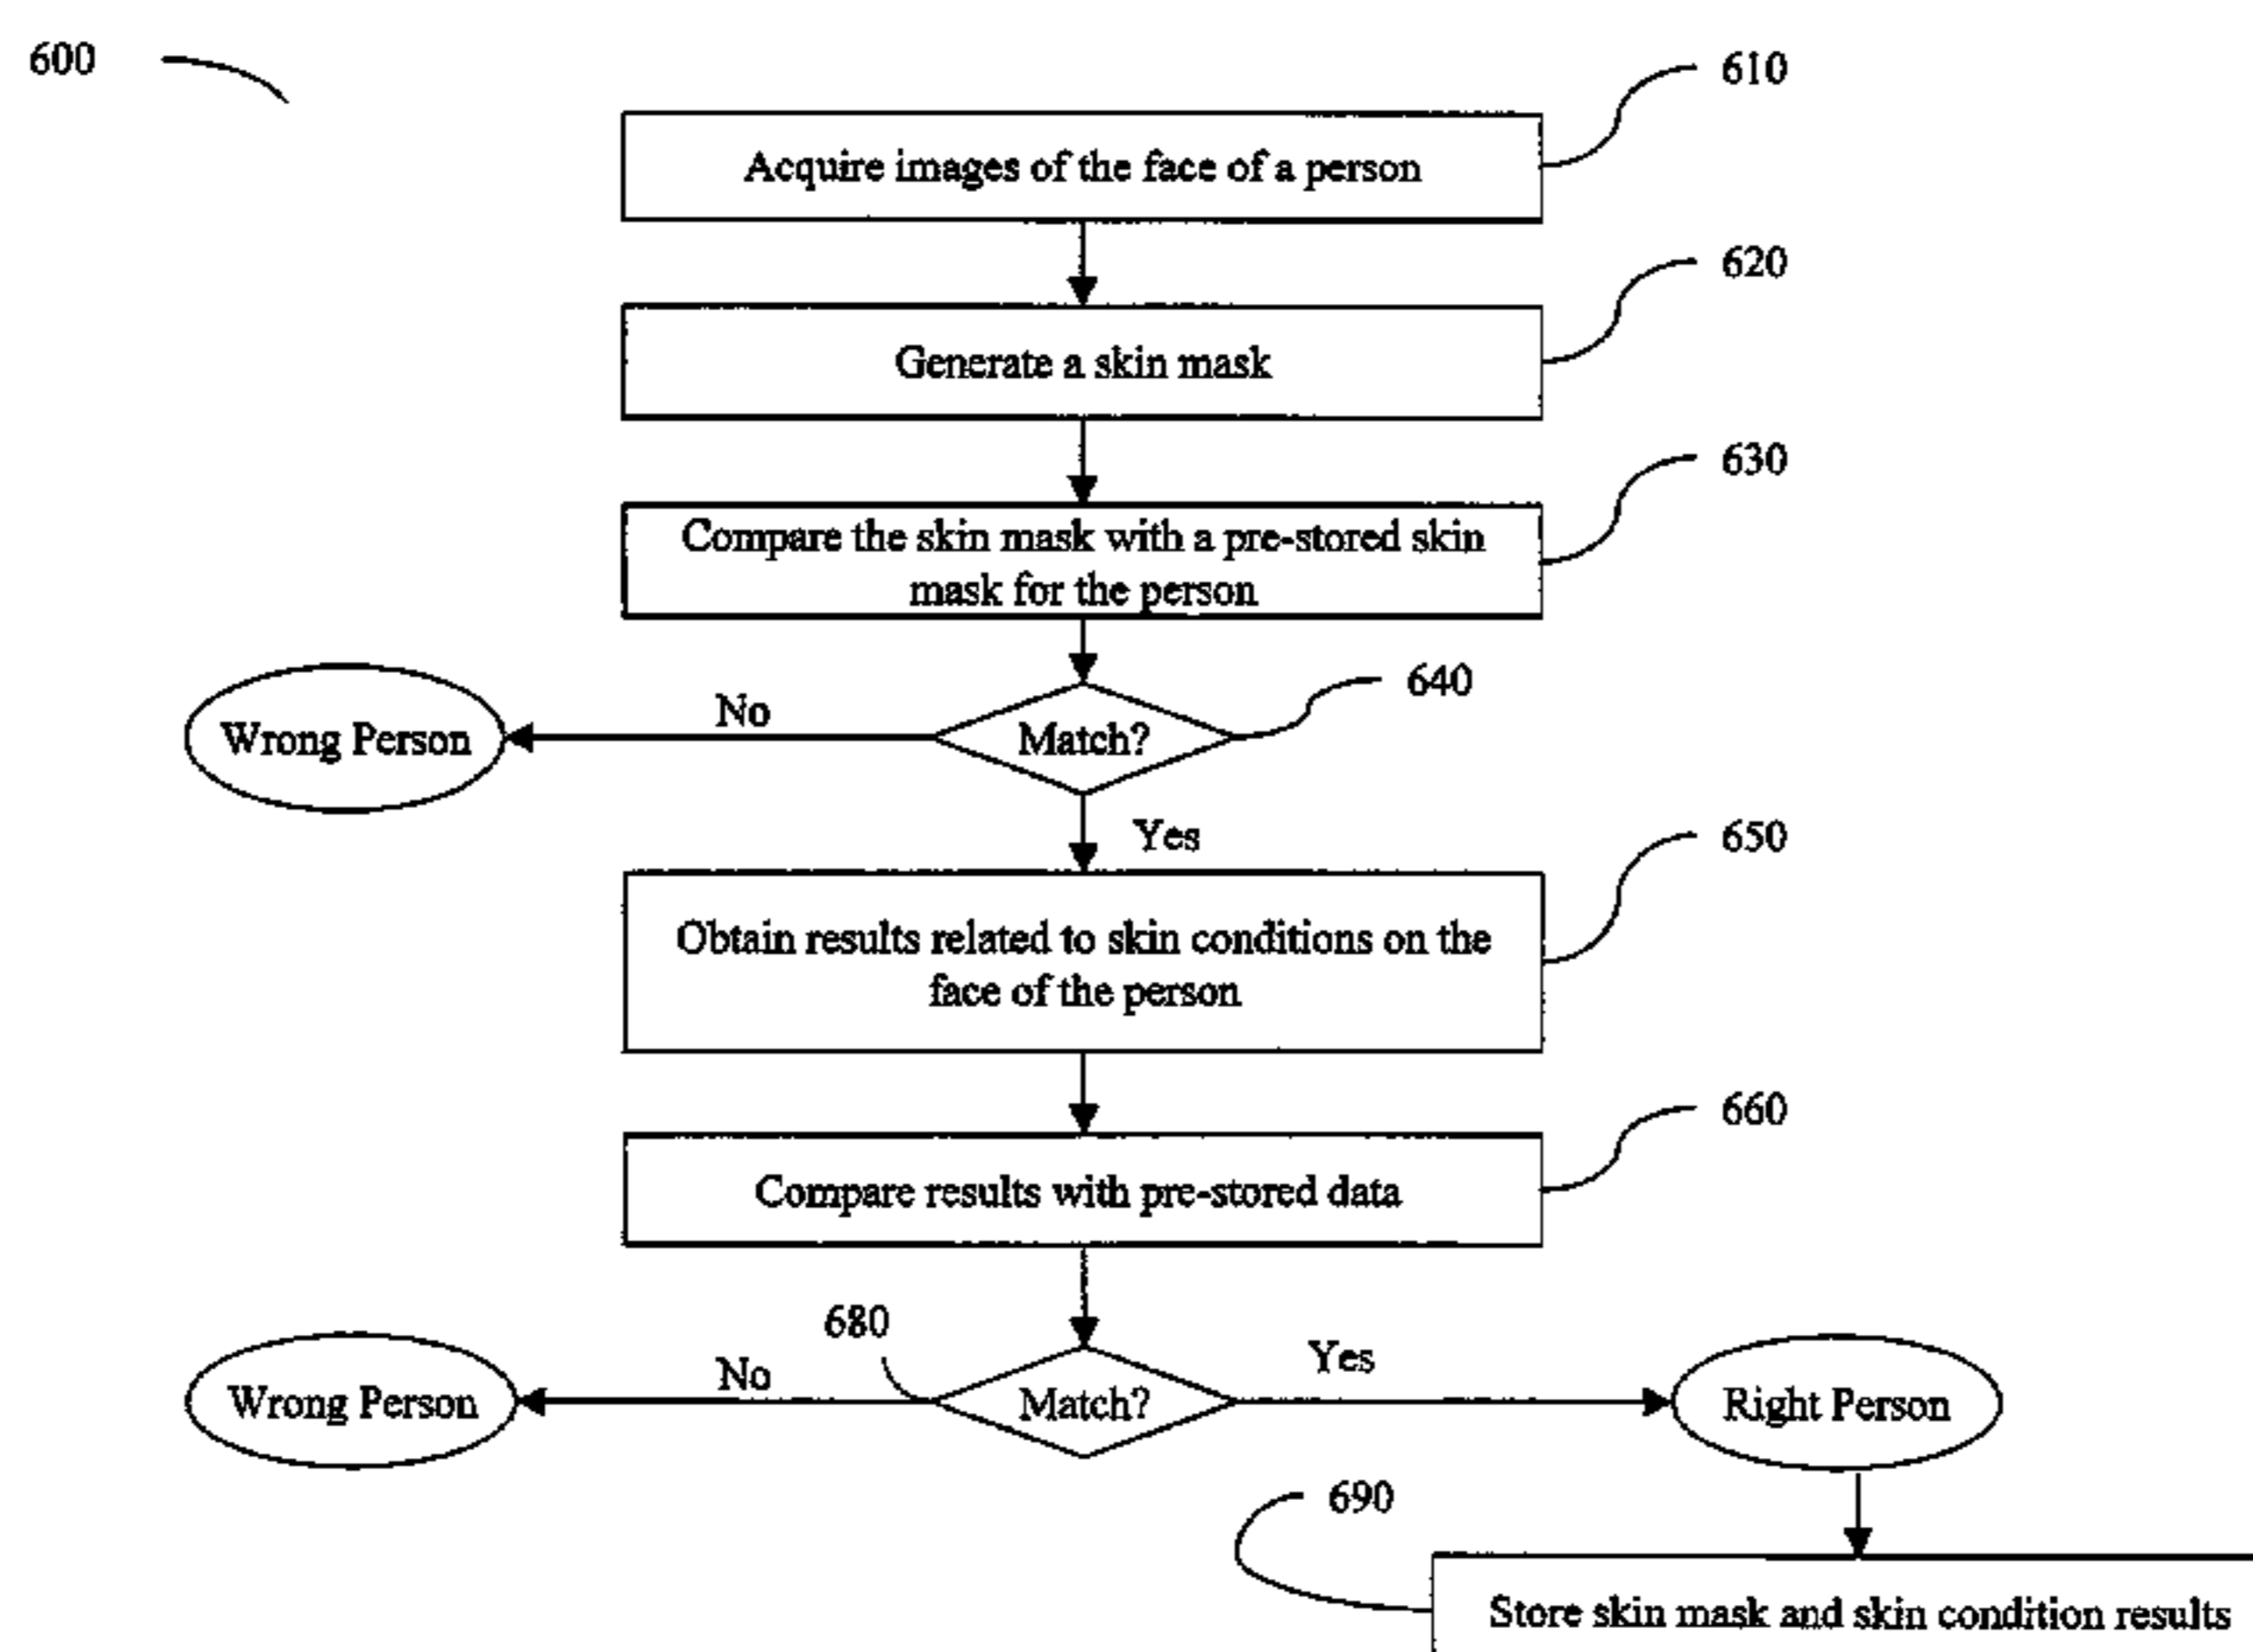 600
610
Acquire images of the face of a person
620
Generate a skin mask
630
Compare the skin mask with a pre-stored skin
mask for the person
640
No
Wrong Person
Match?
Yes
650
Obtain results related to skin conditions on the
face of the person
660
Compare results with pre-stored data
680
No
Yes
Wrong Person
Match?
Right Person
690
Store skin mask and skin condition results